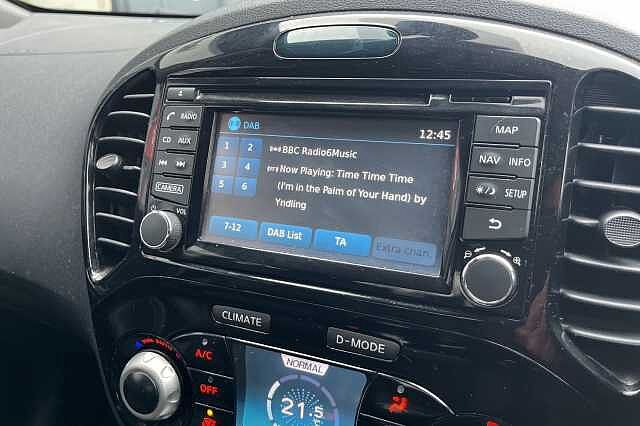 DAB
12:45
1 2
3 4
5 6
BBC Radio6Music
Now Playing: Time Time Time
(I'm in the Palm of Your Hand) by
Yndling
7-12
DAB List
TA
Extra chan.
RADIO
CD AUX
CAMERA
VOL
MAP
NAV INFO
SETUP
CLIMATE
D-MODE
A/C
OFF
NORMAL
21.5